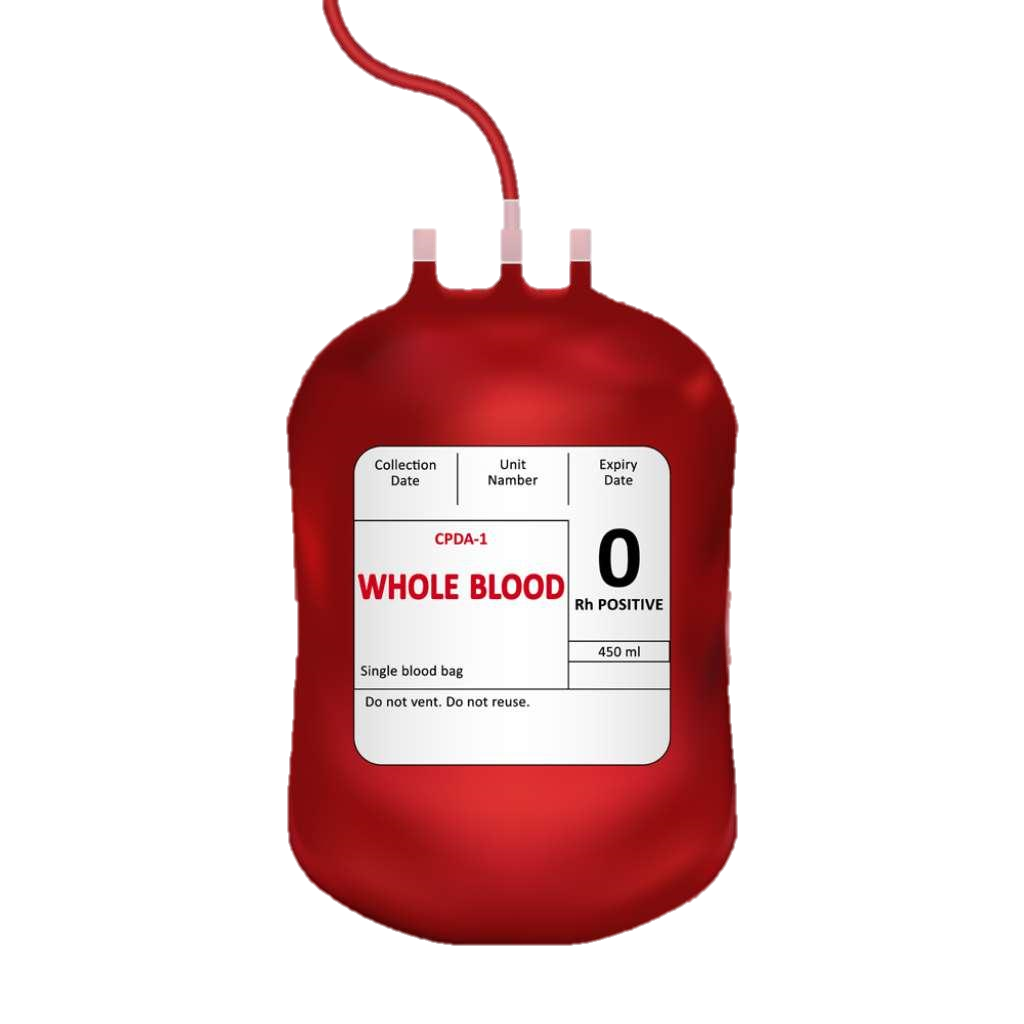 Collection
Date
Unit
Namber
Expiry
Date
CPDA-1
WHOLE BLOOD
0
Rh POSITIVE
450 ml
Single blood bag
Do not vent. Do not reuse.